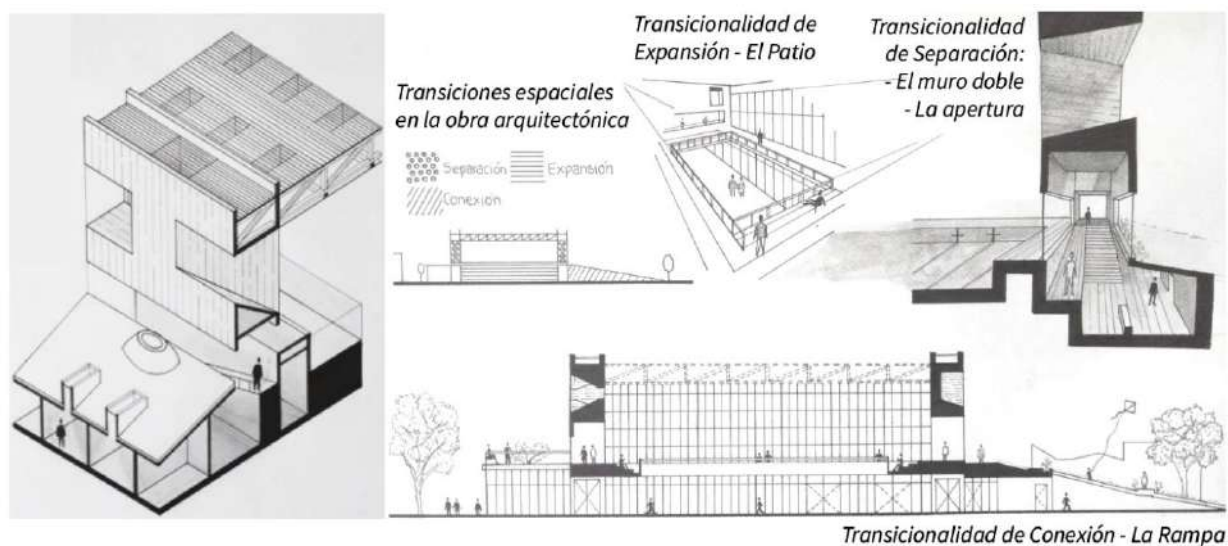 Transiciones espaciales
en la obra arquitectónica
Separación
Expansión
Conexión
Transicionalidad de
Expansión - El Patio
Transicionalidad
de Separación:
- El muro doble
- La apertura
Transicionalidad de Conexión - La Rampa